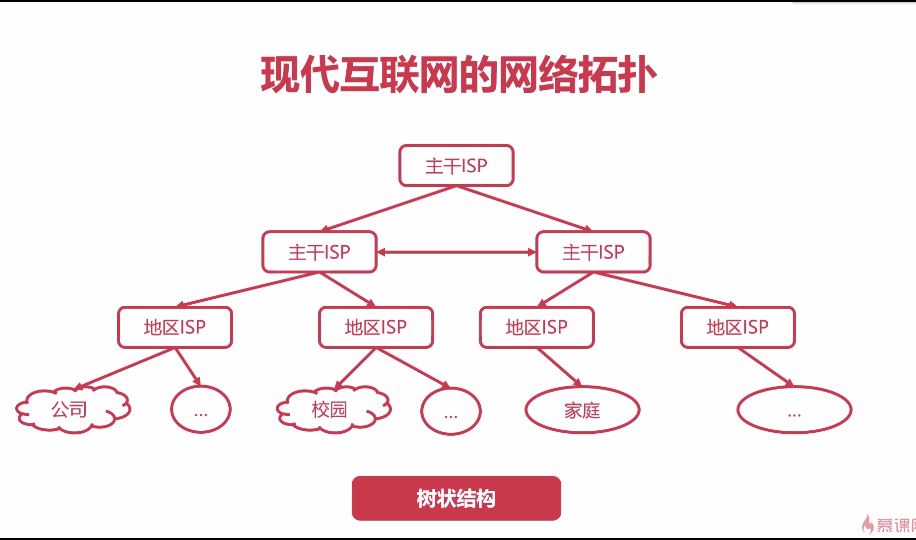 现代互联网的网络拓扑
主干ISP
主干ISP
主干ISP
地区ISP
地区ISP
地区ISP
地区ISP
公司
...
校园
...
家庭
...
树状结构
慕课网